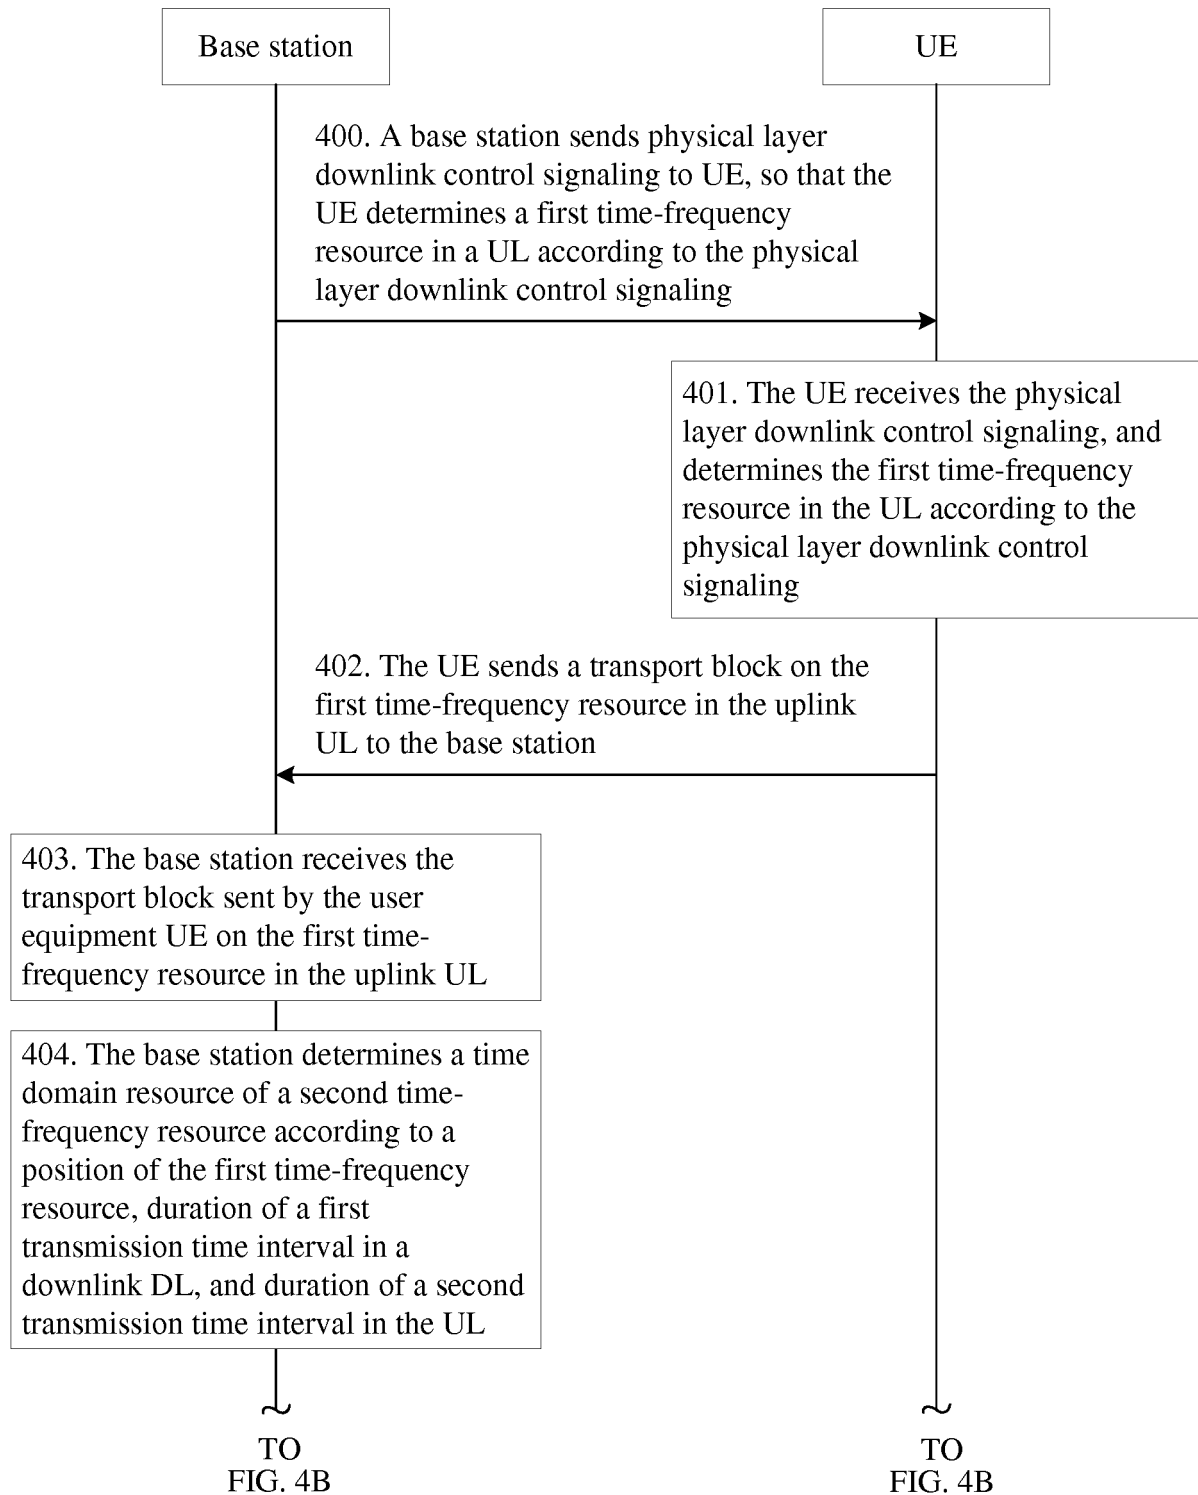 Base station
UE
400. A base station sends physical layer
downlink control signaling to UE, so that the
UE determines a first time-frequency
resource in a UL according to the physical
layer downlink control signaling
401. The UE receives the physical
layer downlink control signaling, and
determines the first time-frequency
resource in the UL according to the
physical layer downlink control
signaling
402. The UE sends a transport block on the
first time-frequency resource in the uplink
UL to the base station
403. The base station receives the
transport block sent by the user
equipment UE on the first time-
frequency resource in the uplink UL
404. The base station determines a time
domain resource of a second time-
frequency resource according to a
position of the first time-frequency
resource, duration of a first
transmission time interval in a
downlink DL, and duration of a second
transmission time interval in the UL
TO
FIG. 4B
TO
FIG. 4B